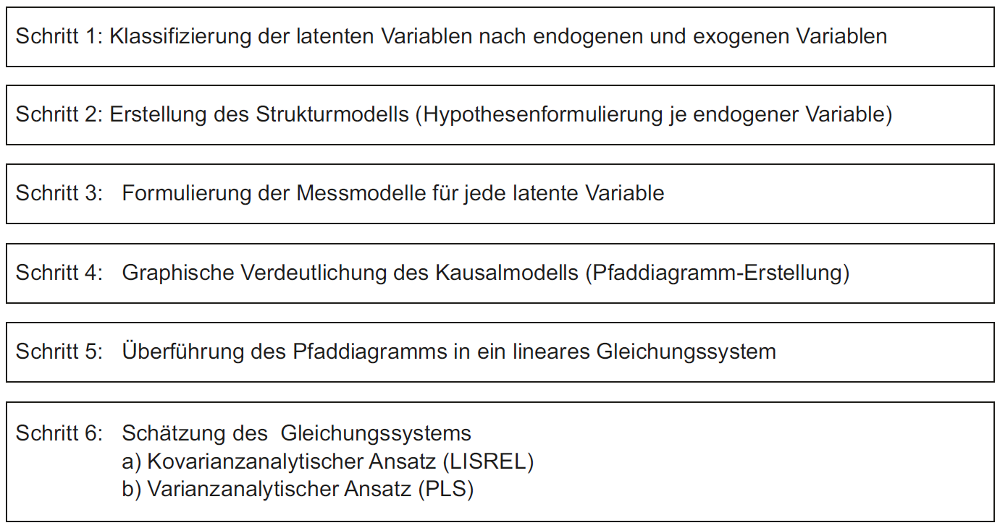 Schritt 1: Klassifizierung der latenten Variablen nach endogenen und exogenen Variablen
Schritt 2: Erstellung des Strukturmodells (Hypothesenformulierung je endogener Variable)
Schritt 3: Formulierung der Messmodelle für jede latente Variable
Schritt 4: Graphische Verdeutlichung des Kausalmodells (Pfaddiagramm-Erstellung)
Schritt 5: Überführung des Pfaddiagramms in ein lineares Gleichungssystem
Schritt 6: Schätzung des Gleichungssystems
a) Kovarianzanalytischer Ansatz (LISREL)
b) Varianzanalytischer Ansatz (PLS)